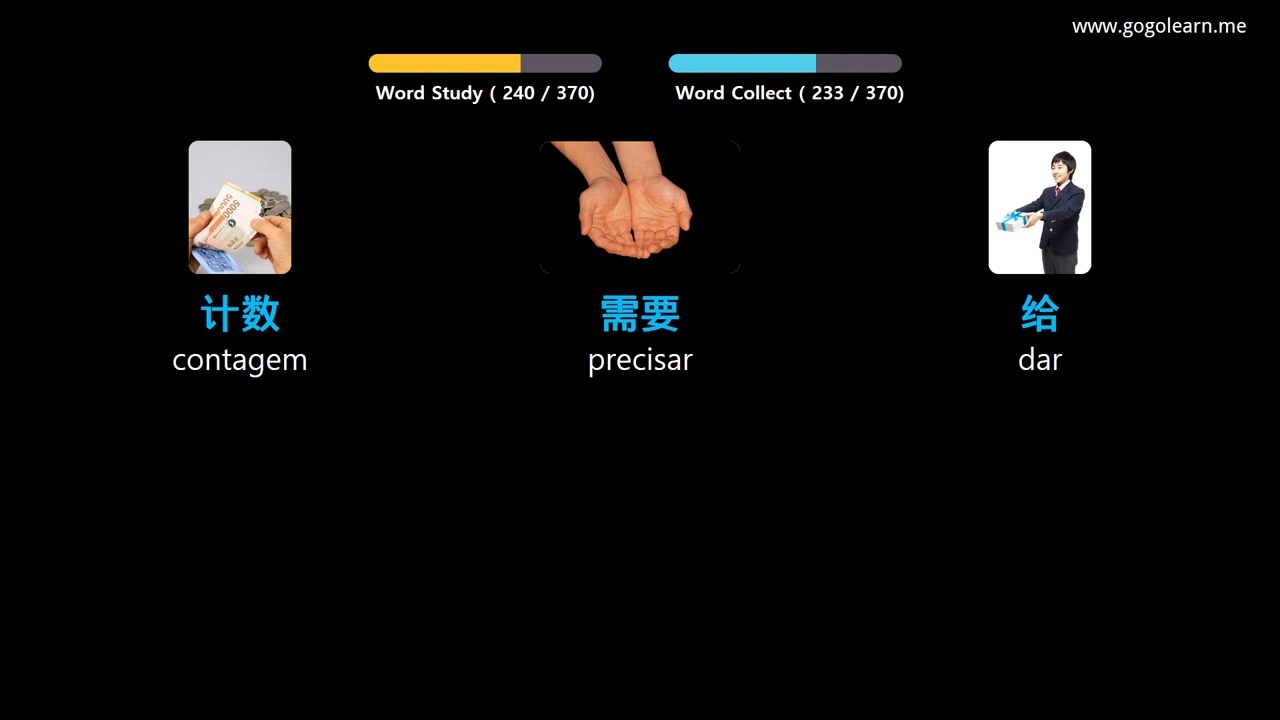 www.gogolearn.me
Word Study ( 240 / 370)
Word Collect ( 233 / 370)
计数
contagem
需要
precisar
给
dar